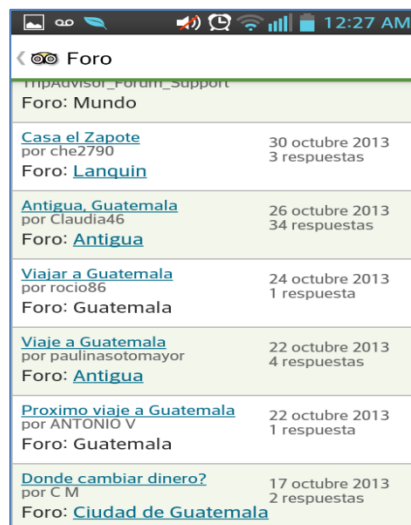 12:27 AM
Foro
TripAdvisor_Forum_Support
Foro: Mundo
Casa el Zapote
por che2790
Foro: Lanquin
30 octubre 2013
3 respuestas
Antigua, Guatemala
por Claudia46
Foro: Antigua
26 octubre 2013
34 respuestas
Viajar a Guatemala
por rocio86
Foro: Guatemala
24 octubre 2013
1 respuesta
Viaje a Guatemala
por paulinasotomayor
Foro: Antigua
22 octubre 2013
4 respuestas
Proximo viaje a Guatemala
por ANTONIO V
Foro: Guatemala
22 octubre 2013
1 respuesta
Donde cambiar dinero?
por C M
Foro: Ciudad de Guatemala
17 octubre 2013
2 respuestas